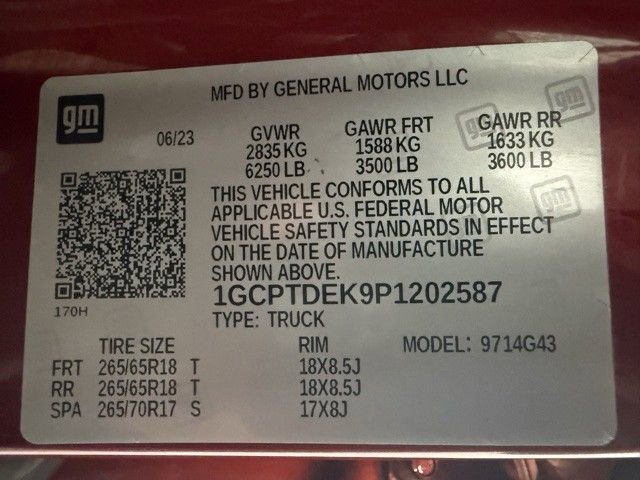 MFD BY GENERAL MOTORS LLC
gm
06/23
GVWR GAWR FRT GAWR RR
2835 KG 1588 KG 1633 KG
6250 LB 3500 LB 3600 LB
THIS VEHICLE CONFORMS TO ALL
APPLICABLE U.S. FEDERAL MOTOR
VEHICLE SAFETY STANDARDS IN EFFECT
ON THE DATE OF MANUFACTURE
SHOWN ABOVE.
1GCPTDEK9P1202587
170H
TYPE: TRUCK
TIRE SIZE RIM MODEL: 9714G43
FRT 265/65R18 T 18X8.5J
RR 265/65R18 T 18X8.5J
SPA 265/70R17 S 17X8J
gm
gm
gm